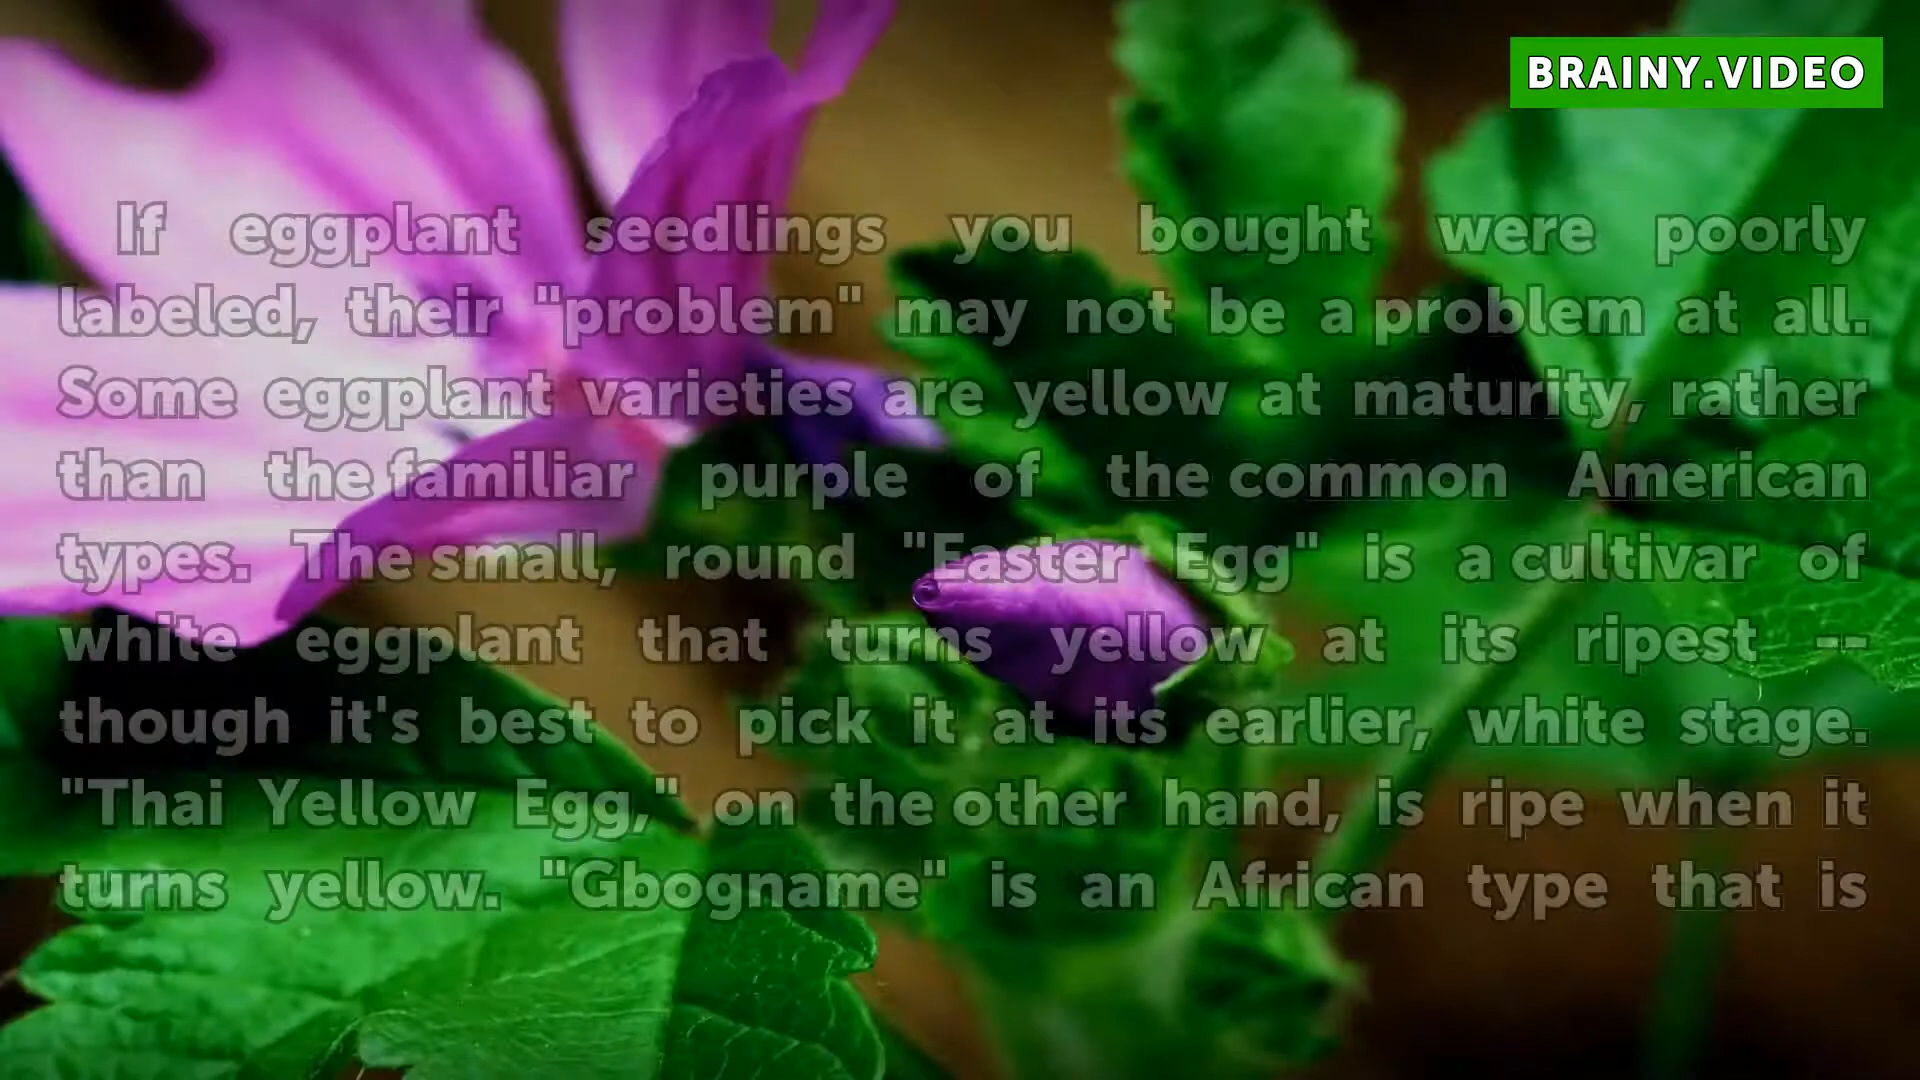 BRAINY.VIDEO
If eggplant seedlings you bought were poorly
labeled, their "problem" may not be a problem at all.
Some eggplant varieties are yellow at maturity, rather
than the familiar purple of the common American
types. The small, round "Easter Egg" is a cultivar of
white eggplant that turns yellow at its ripest --
though it's best to pick it at its earlier, white stage.
"Thai Yellow Egg," on the other hand, is ripe when it
turns yellow. "Gbogname" is an African type that is